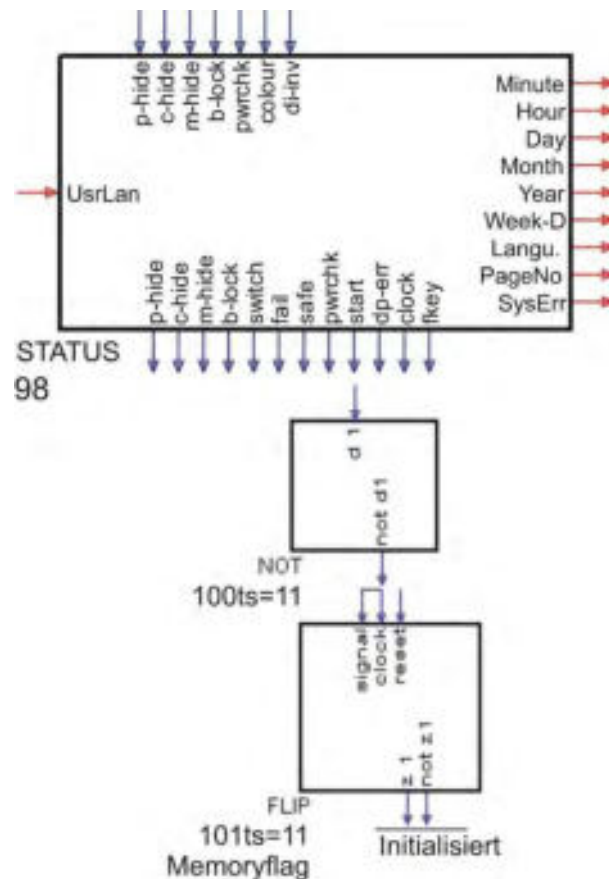 p-hide
c-hide
m-hide
b-lock
pwrchk
colour
di-inv
UsrLan
Minute
Hour
Day
Month
Year
Week-D
Langu.
PageNo
SysErr
p-hide
c-hide
m-hide
b-lock
switch
fail
safe
pwrchk
start
dp-err
clock
fkey
STATUS
98
d 1
not d1
NOT
100ts=11
signal
clock
reset
z 1
not z1
FLIP
101ts=11
Memoryflag
Initialisiert